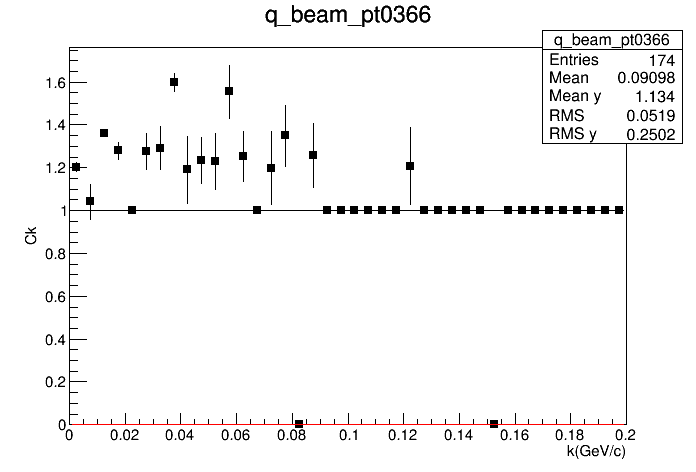 q_beam_pt0366
q_beam_pt0366
Entries 174
Mean 0.09098
Mean y 1.134
RMS 0.0519
RMS y 0.2502
Ck
1.6
1.4
1.2
1
0.8
0.6
0.4
0.2
0
0 0.02 0.04 0.06 0.08 0.1 0.12 0.14 0.16 0.18 0.2
k(GeV/c)